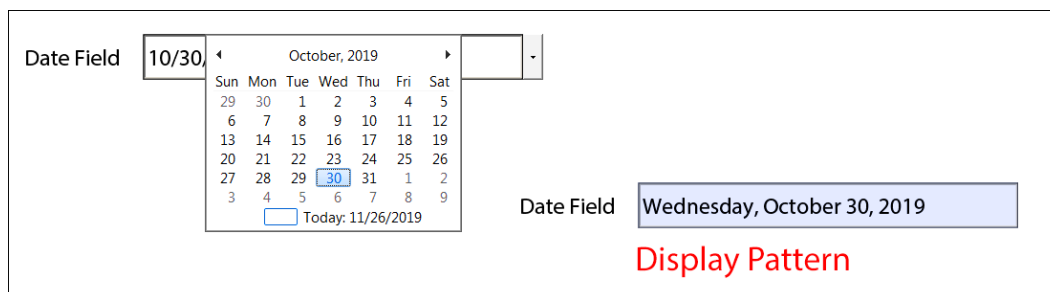 Date Field 10/30/
October, 2019
Sun Mon Tue Wed Thu Fri Sat
29 30 1 2 3 4 5
6 7 8 9 10 11 12
13 14 15 16 17 18 19
20 21 22 23 24 25 26
27 28 29 30 31 1 2
3 4 5 6 7 8 9
Today: 11/26/2019
Date Field Wednesday, October 30, 2019
Display Pattern